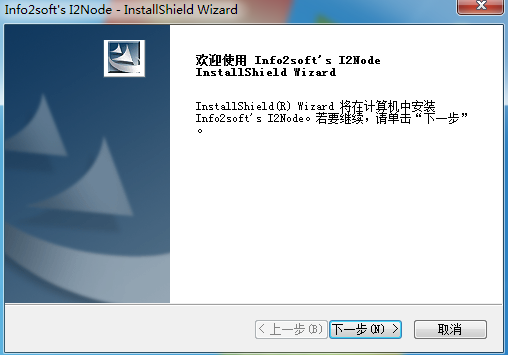 Info2soft's I2Node - InstallShield Wizard
欢迎使用 Info2soft's I2Node
InstallShield Wizard
InstallShield(R) Wizard 将在计算机中安装
Info2soft's I2Node。若要继续，请单击“下一步”
。
< 上一步(B)
下一步(N) >
取消